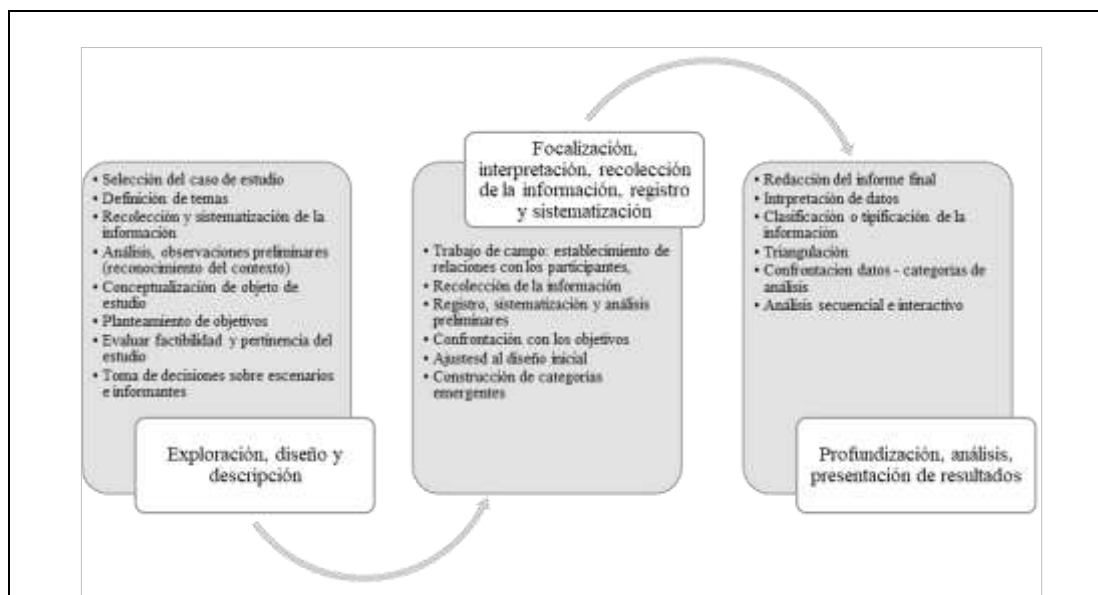 • Selección del caso de estudio
• Definición de temas
• Recolección y sistematización de la
información
• Análisis, observaciones preliminares
(reconocimiento del contexto)
• Conceptualización de objeto de
estudio
• Planteamiento de objetivos
• Evaluar factibilidad y pertinencia del
estudio
• Toma de decisiones sobre escenarios
e informantes
Exploración, diseño y
descripción
Focalización,
interpretación, recolección
de la información, registro
y sistematización
• Trabajo de campo: establecimiento de
relaciones con los participantes,
• Recolección de la información
• Registro, sistematización y análisis
preliminares
• Confrontación con los objetivos
• Ajustesd al diseño inicial
• Construcción de categorías
emergentes
• Redacción del informe final
• Intrpretación de datos
• Clasificación o tipificación de la
información
• Triangulación
• Confrontacion datos - categorías de
análisis
• Análisis secuencial e interactivo
Profundización, análisis,
presentación de resultados